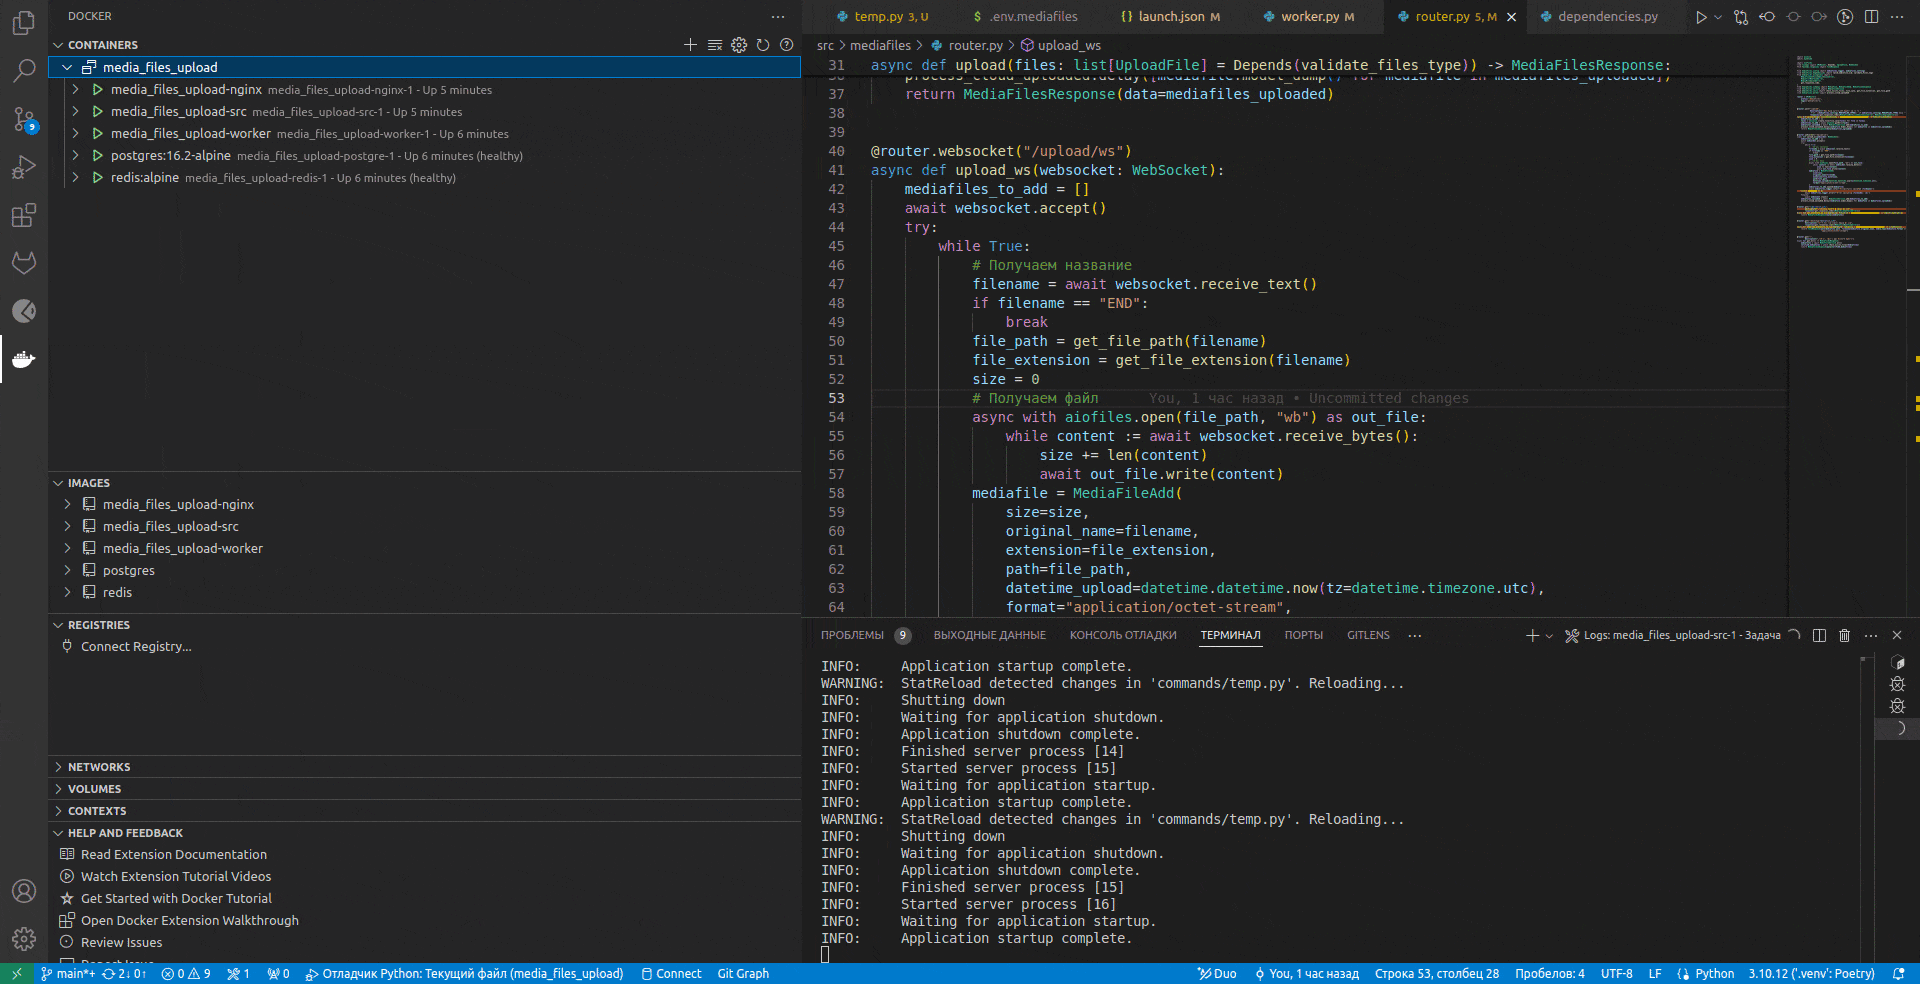 DOCKER
CONTAINERS
media_files_upload
media_files_upload-nginx media_files_upload-nginx-1 - Up 5 minutes
media_files_upload-src media_files_upload-src-1 - Up 5 minutes
media_files_upload-worker media_files_upload-worker-1 - Up 6 minutes
postgres:16.2-alpine media_files_upload-postgre-1 - Up 6 minutes (healthy)
redis:alpine media_files_upload-redis-1 - Up 6 minutes (healthy)
9
IMAGES
media_files_upload-nginx
media_files_upload-src
media_files_upload-worker
postgres
redis
REGISTRIES
Connect Registry...
NETWORKS
VOLUMES
CONTEXTS
HELP AND FEEDBACK
Read Extension Documentation
Watch Extension Tutorial Videos
Get Started with Docker Tutorial
Open Docker Extension Walkthrough
Review Issues
Report Issue
temp.py 3, U
$ .env.mediafiles
{} launch.json M
worker.py M
router.py 5, M
dependencies.py
src > mediafiles > router.py > upload_ws
31 async def upload(files: list[UploadFile] = Depends(validate_files_type)) -> MediaFilesResponse:
36 process_cloud_uploaded.delay([mediafile.model_dump() for mediafile in mediafiles_uploaded])
37 return MediaFilesResponse(data=mediafiles_uploaded)
38
39
40 @router.websocket("/upload/ws")
41 async def upload_ws(websocket: WebSocket):
42 mediafiles_to_add = []
43 await websocket.accept()
44 try:
45 while True:
46 # Получаем название
47 filename = await websocket.receive_text()
48 if filename == "END":
49 break
50 file_path = get_file_path(filename)
51 file_extension = get_file_extension(filename)
52 size = 0
53 # Получаем файл You, 1 час назад • Uncommitted changes
54 async with aiofiles.open(file_path, "wb") as out_file:
55 while content := await websocket.receive_bytes():
56 size += len(content)
57 await out_file.write(content)
58 mediafile = MediaFileAdd(
59 size=size,
60 original_name=filename,
61 extension=file_extension,
62 path=file_path,
63 datetime_upload=datetime.datetime.now(tz=datetime.timezone.utc),
64 format="application/octet-stream",
ПРОБЛЕМЫ 9 ВЫХОДНЫЕ ДАННЫЕ КОНСОЛЬ ОТЛАДКИ ТЕРМИНАЛ ПОРТЫ GITLENS
Logs: media_files_upload-src-1 - Задача
INFO: Application startup complete.
WARNING: StatReload detected changes in 'commands/temp.py'. Reloading...
INFO: Shutting down
INFO: Waiting for application shutdown.
INFO: Application shutdown complete.
INFO: Finished server process [14]
INFO: Started server process [15]
INFO: Waiting for application startup.
INFO: Application startup complete.
WARNING: StatReload detected changes in 'commands/temp.py'. Reloading...
INFO: Shutting down
INFO: Waiting for application shutdown.
INFO: Application shutdown complete.
INFO: Finished server process [15]
INFO: Started server process [16]
INFO: Waiting for application startup.
INFO: Application startup complete.
main*+ 2↓ 0↑ 0 9 1 0 Отладчик Python: Текущий файл (media_files_upload) Connect Git Graph Duo You, 1 час назад Строка 53, столбец 28 Пробелов: 4 UTF-8 LF Python 3.10.12 ('.venv': Poetry)